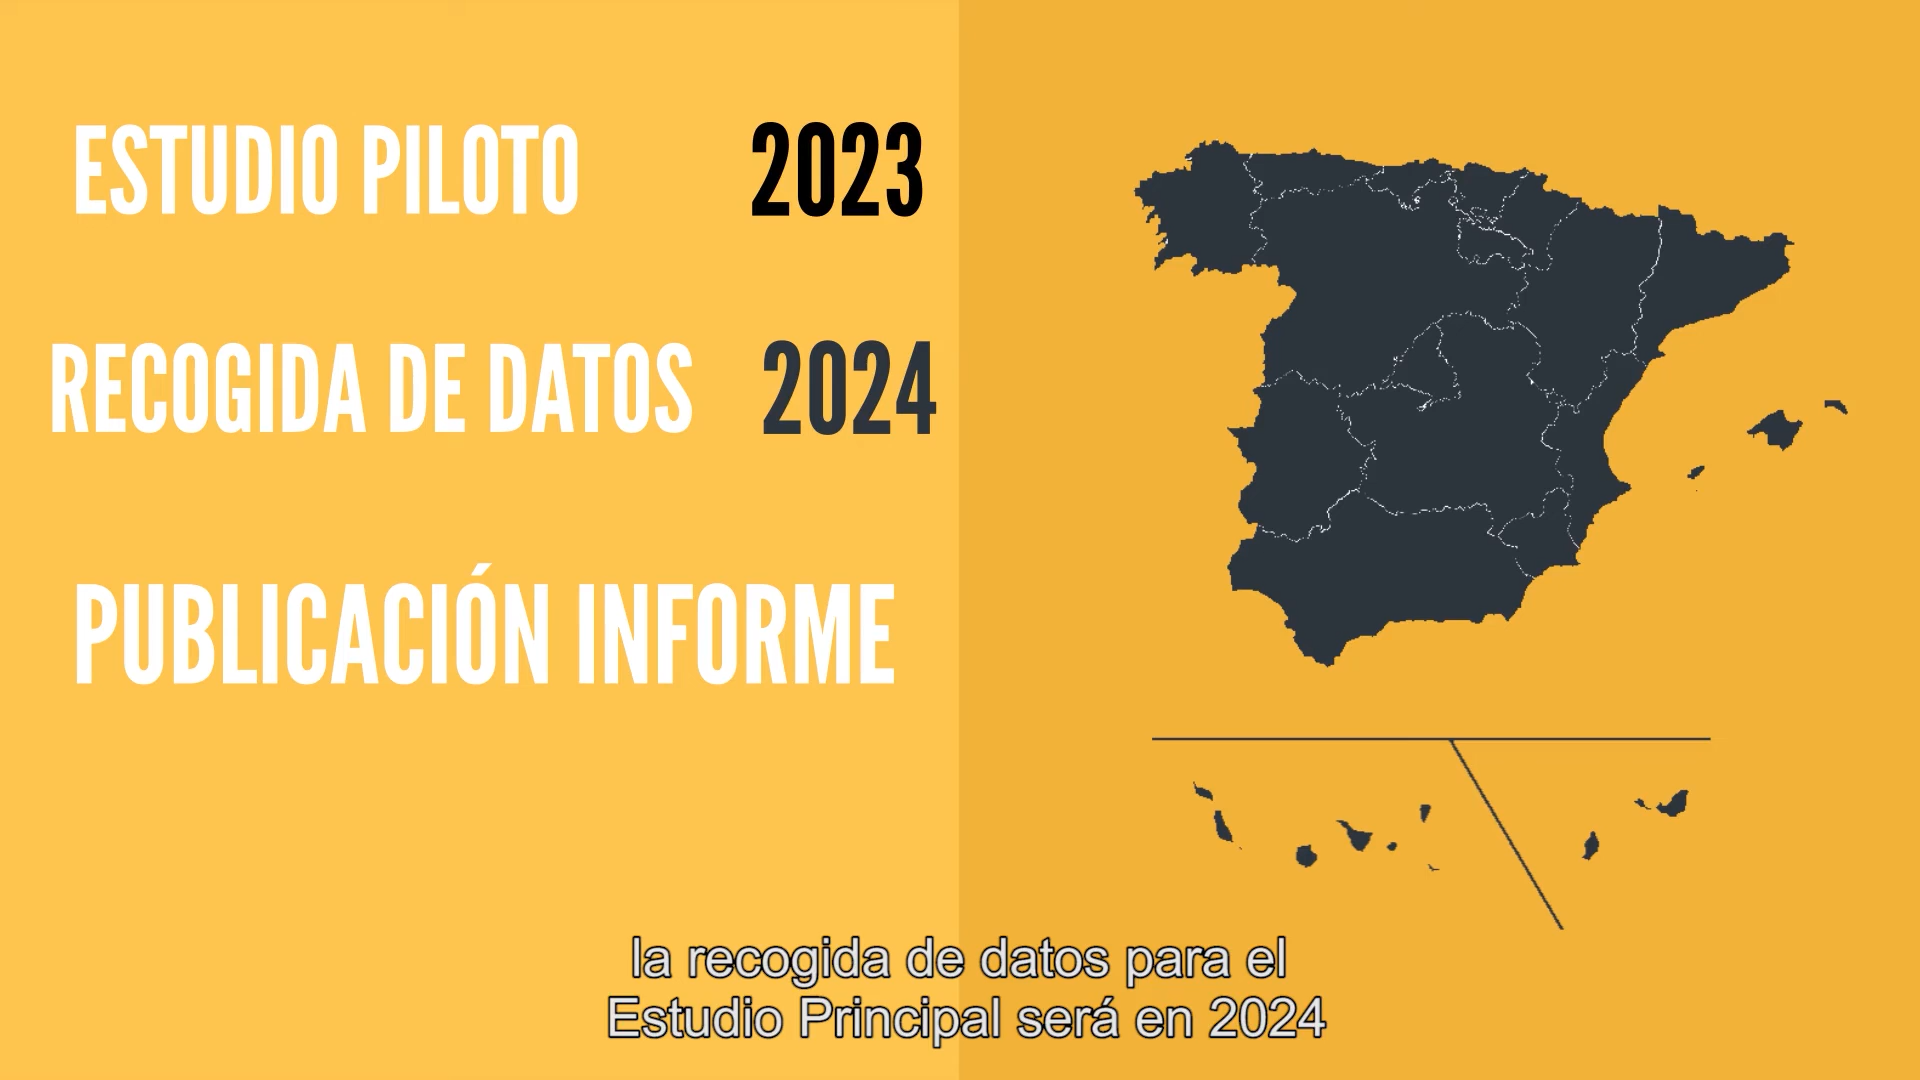 ESTUDIO PILOTO 2023
RECOGIDA DE DATOS 2024
PUBLICACIÓN INFORME
la recogida de datos para el
Estudio Principal será en 2024